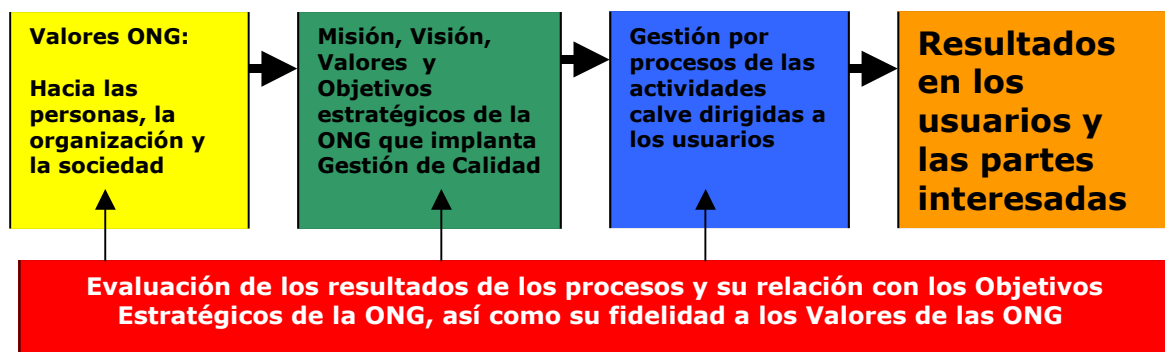 Valores ONG:
Hacia las
personas, la
organización y
la sociedad
Misión, Visión,
Valores y
Objetivos
estratégicos de la
ONG que implanta
Gestión de Calidad
Gestión por
procesos de las
actividades
calve dirigidas a
los usuarios
Resultados
en los
usuarios y
las partes
interesadas
Evaluación de los resultados de los procesos y su relación con los Objetivos
Estratégicos de la ONG, así como su fidelidad a los Valores de las ONG